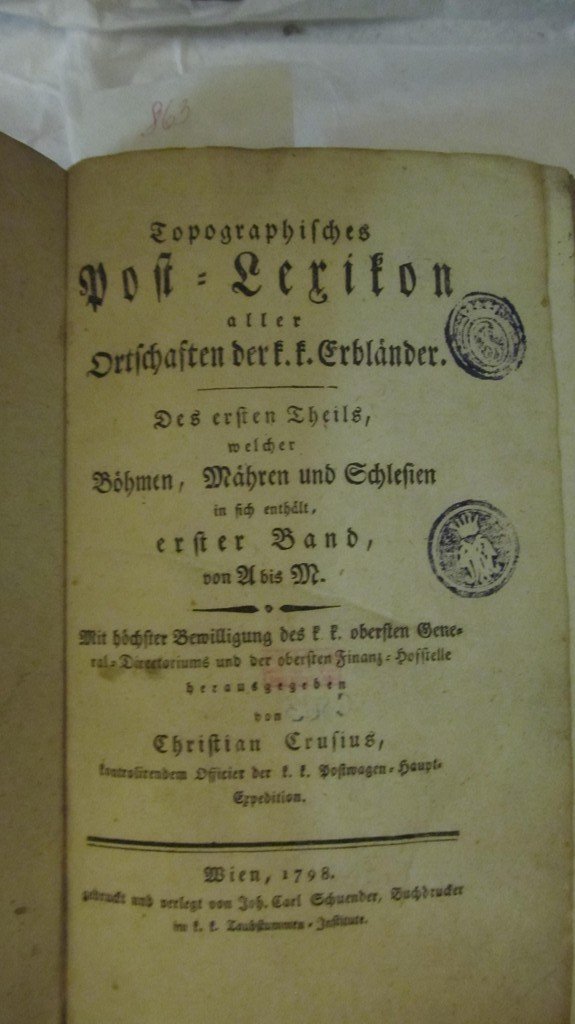 863
Topographisches
Post-Lexikon
aller
Ortschaften der k. k. Erbländer.
Des ersten Theils,
welcher
Böhmen, Mähren und Schlesien
in sich enthält,
erster Band,
von A bis M.
Mit höchster Bewilligung des k. k. obersten Gene-
ral-Directoriums und der obersten Finanz-Hofstelle
herausgegeben
von
Christian Crusius,
kontrolirendem Officier der k. k. Postwagen-Haupt-
Expedition.
Wien, 1798.
gedruckt und verlegt von Joh. Carl Schuender, Buchdrucker
im k. k. Taubstummen-Institute.